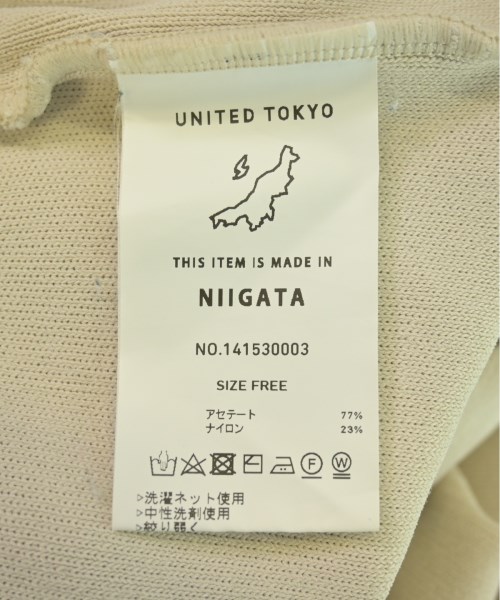 UNITED TOKYO
THIS ITEM IS MADE IN
NIIGATA
NO.141530003
SIZE FREE
アセテート 77%
ナイロン 23%
F W
>洗濯ネット使用
>中性洗剤使用
>絞り弱く